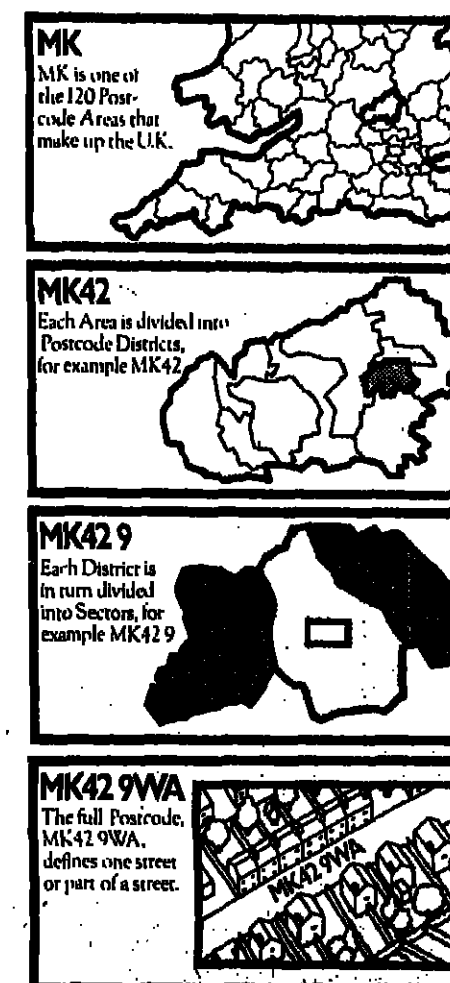 MK
MK is one of
the 120 Post-
code Areas that
make up the U.K.
MK42
Each Area is divided into
Postcode Districts,
for example MK42.
MK42 9
Each District is
in turn divided
into Sectors, for
example MK42 9
MK42 9WA
The full Postcode,
MK42 9WA,
defines one street
or part of a street.
MK42 9WA